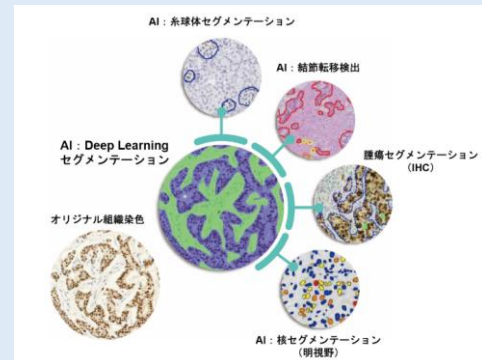 AI：糸球体セグメンテーション
AI：結節転移検出
AI：Deep Learning
セグメンテーション
腫瘍セグメンテーション
（IHC）
オリジナル組織染色
AI：核セグメンテーション
（明視野）